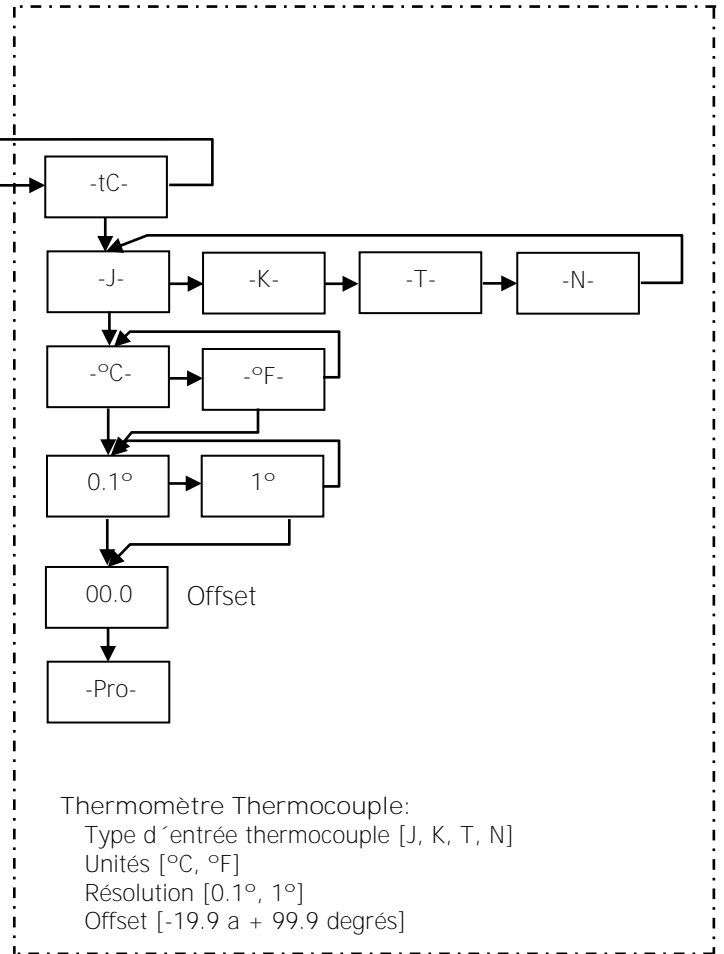 -tC-
-J- -K- -T- -N-
-ºC- -ºF-
0.1º 1º
00.0 Offset
-Pro-
Thermomètre Thermocouple:
Type d´entrée thermocouple [J, K, T, N]
Unités [ºC, ºF]
Résolution [0.1º, 1º]
Offset [-19.9 a + 99.9 degrés]